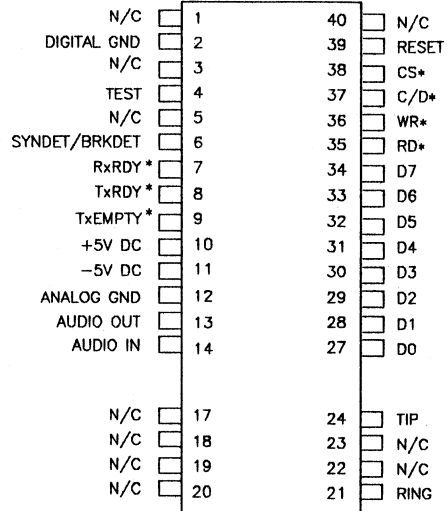 N/C 1 40 N/C
DIGITAL GND 2 39 RESET
N/C 3 38 CS*
TEST 4 37 C/D*
N/C 5 36 WR*
SYNDET/BRKDET 6 35 RD*
RxRDY* 7 34 D7
TxRDY* 8 33 D6
TxEMPTY* 9 32 D5
+5V DC 10 31 D4
−5V DC 11 30 D3
ANALOG GND 12 29 D2
AUDIO OUT 13 28 D1
AUDIO IN 14 27 D0
N/C 17 24 TIP
N/C 18 23 N/C
N/C 19 22 N/C
N/C 20 21 RING